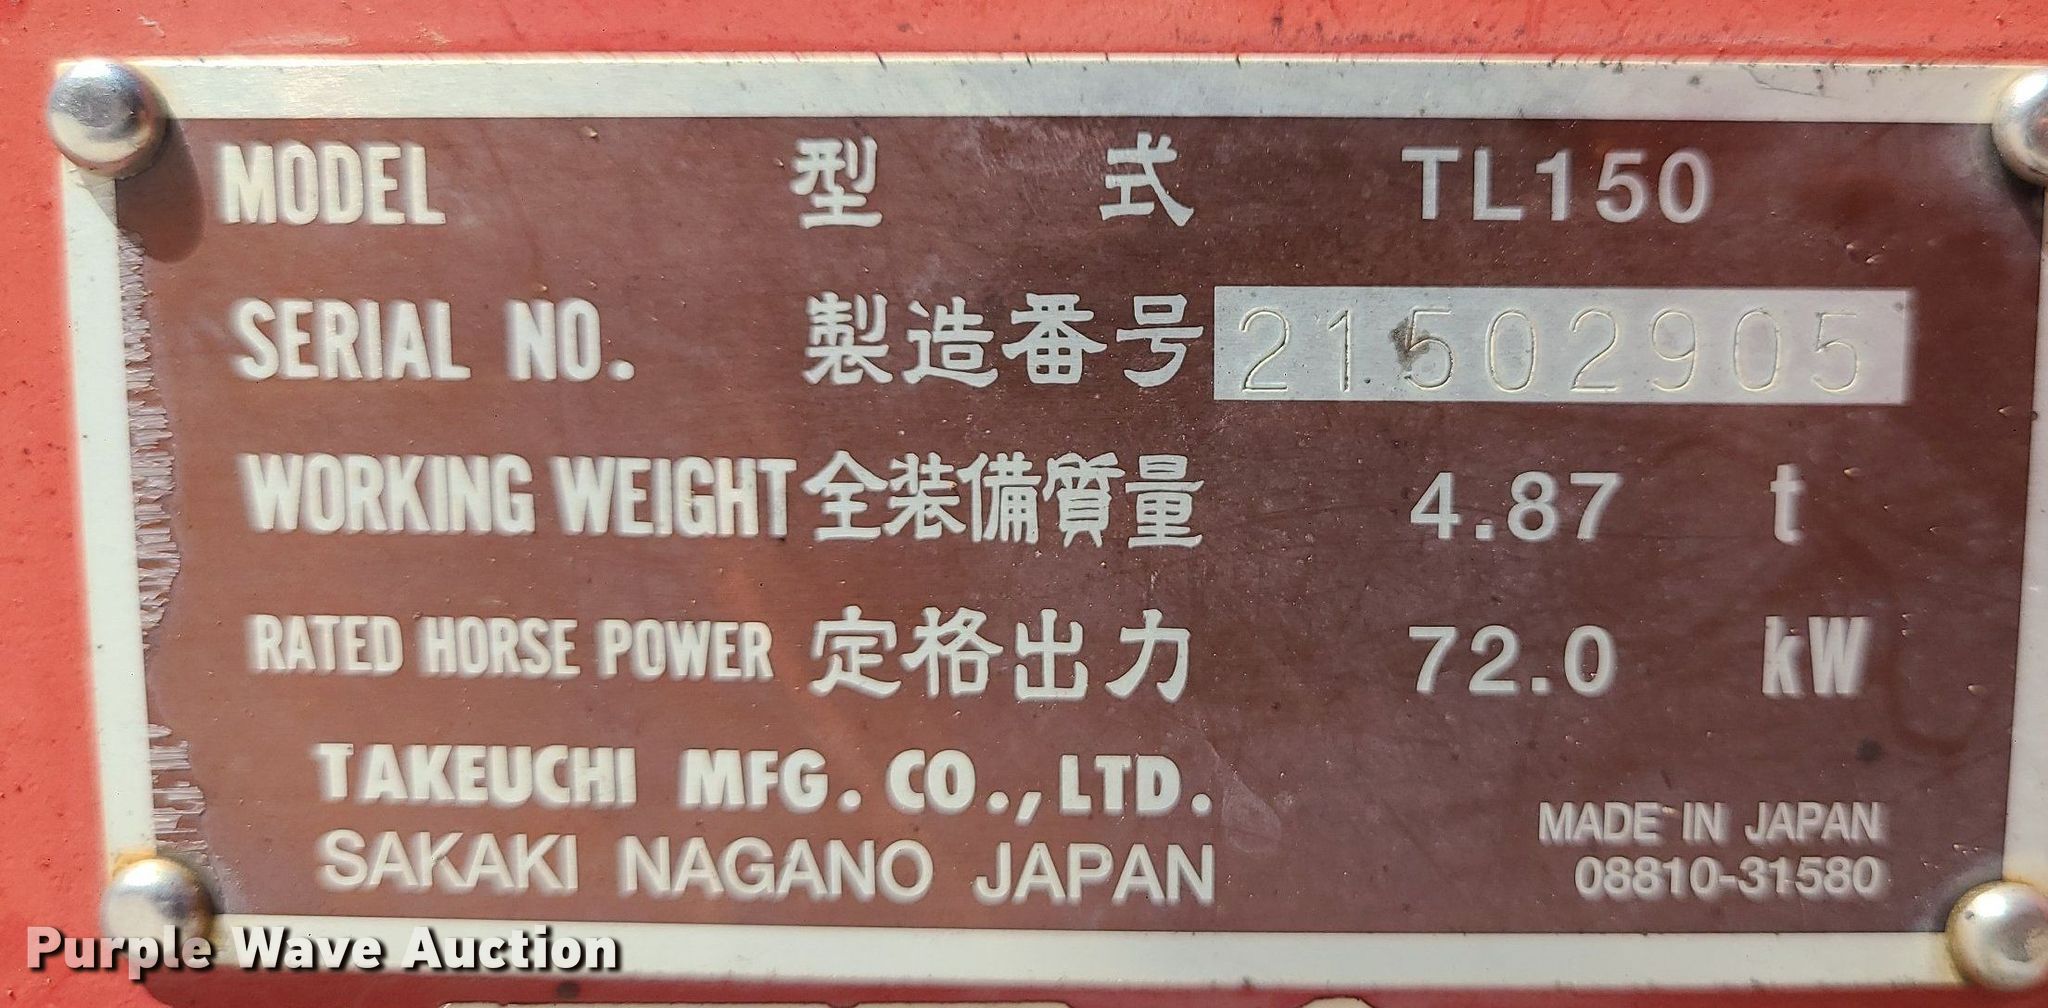 MODEL 型式 TL150
SERIAL NO. 製造番号 21502905
WORKING WEIGHT 全装備質量 4.87 t
RATED HORSE POWER 定格出力 72.0 kW
TAKEUCHI MFG. CO., LTD.
SAKAKI NAGANO JAPAN
MADE IN JAPAN
08810-31580
Purple Wave Auction